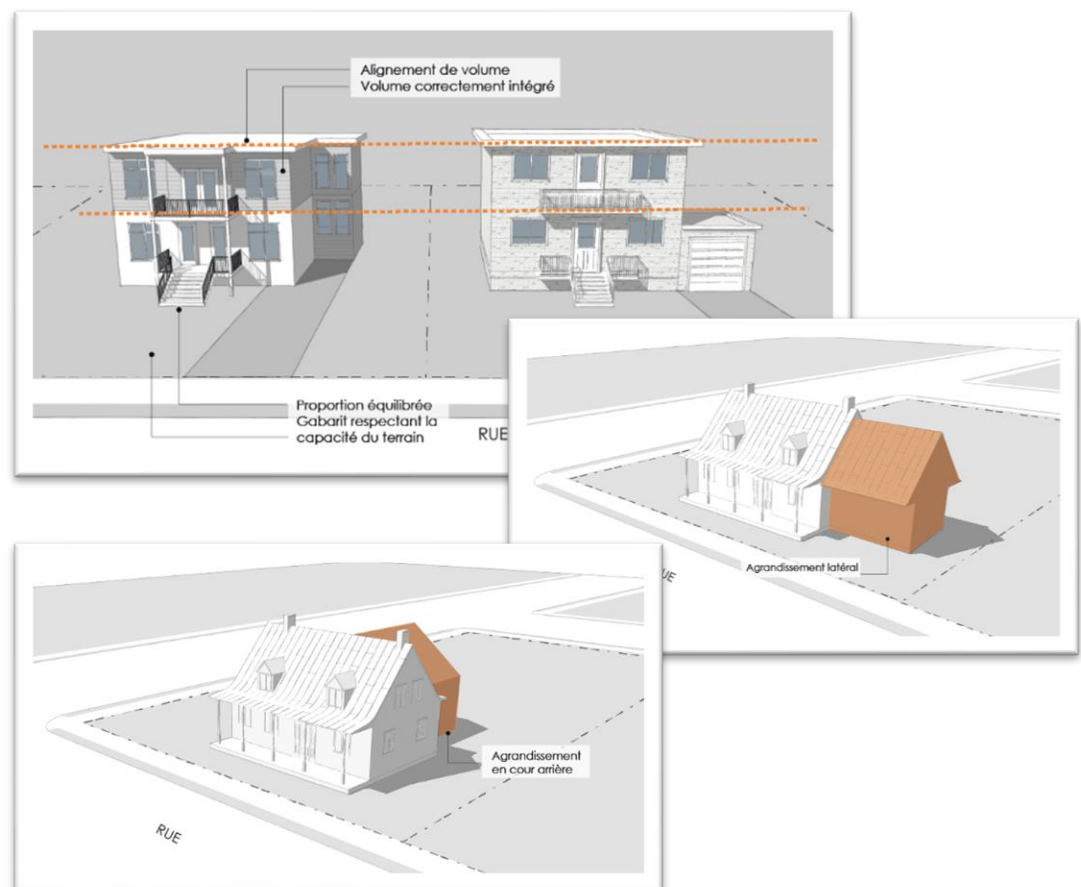 Alignement de volume
Volume correctement intégré
Proportion équilibrée
Gabarit respectant la
capacité du terrain
RUE
Agrandissement latéral
UE
Agrandissement
en cour arrière
RUE